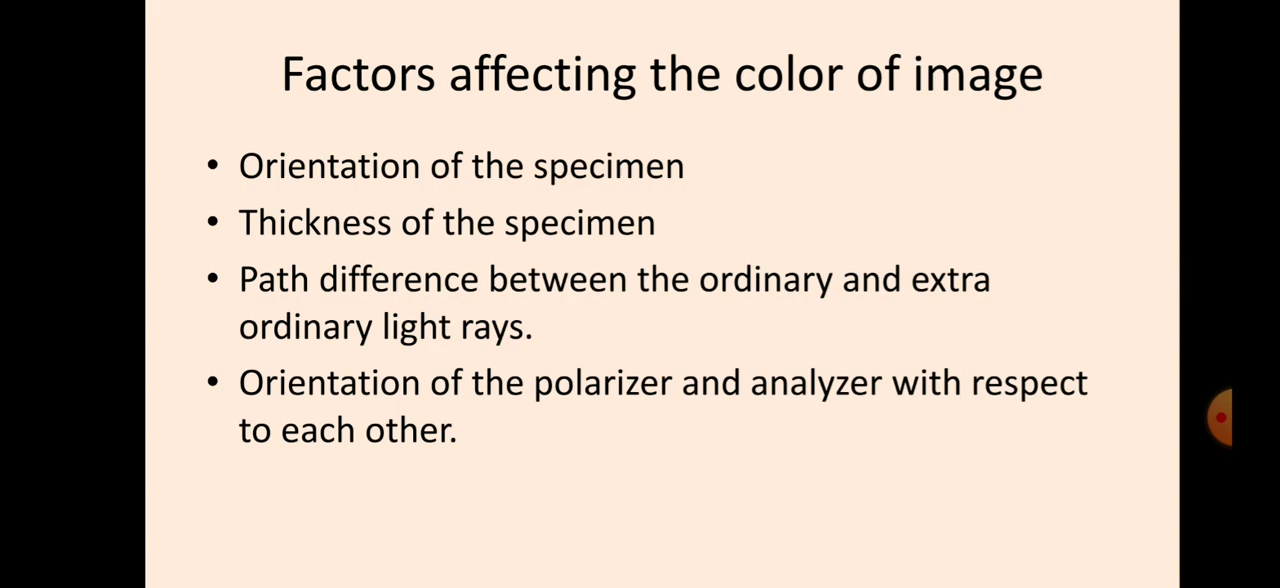 Factors affecting the color of image
• Orientation of the specimen
• Thickness of the specimen
• Path difference between the ordinary and extra
ordinary light rays.
• Orientation of the polarizer and analyzer with respect
to each other.